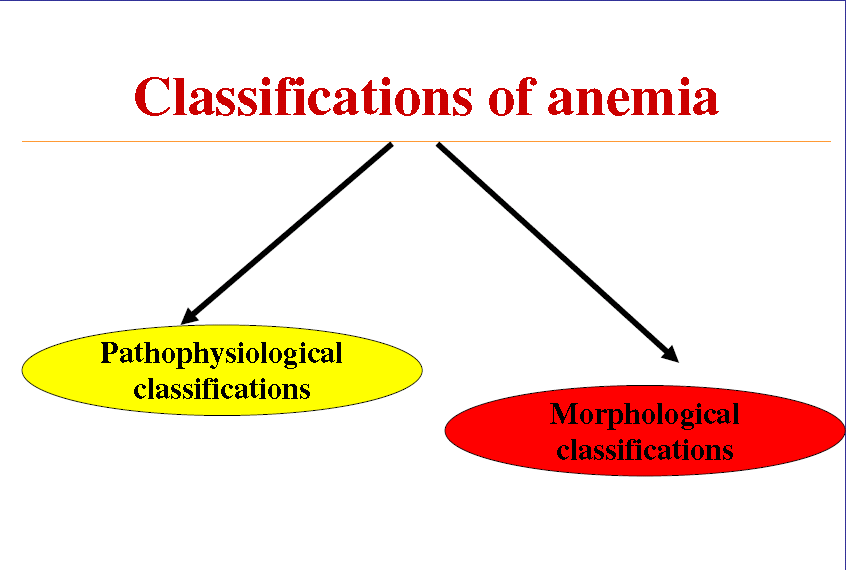 Classifications of anemia
Pathophysiological
classifications
Morphological
classifications